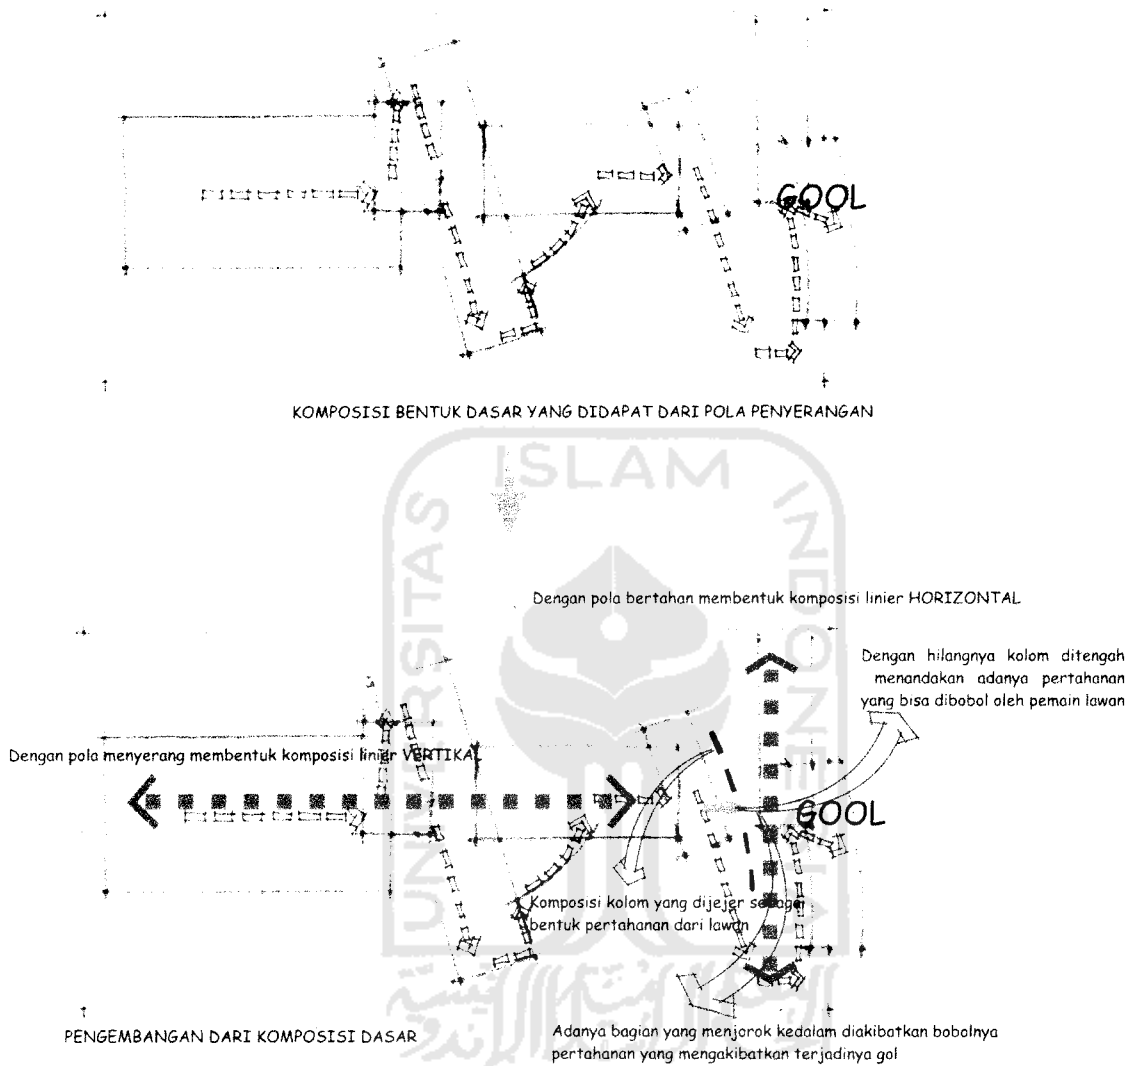 GOOL
KOMPOSISI BENTUK DASAR YANG DIDAPAT DARI POLA PENYERANGAN
UNIVERSITAS ISLAM INDONESIA
Dengan pola bertahan membentuk komposisi linier HORIZONTAL
Dengan hilangnya kolom ditengah
menandakan adanya pertahanan
yang bisa dibobol oleh pemain lawan
Dengan pola menyerang membentuk komposisi linier VERTIKAL
GOOL
Komposisi kolom yang dijejer sebagai
bentuk pertahanan dari lawan
PENGEMBANGAN DARI KOMPOSISI DASAR
Adanya bagian yang menjorok kedalam diakibatkan bobolnya
pertahanan yang mengakibatkan terjadinya gol